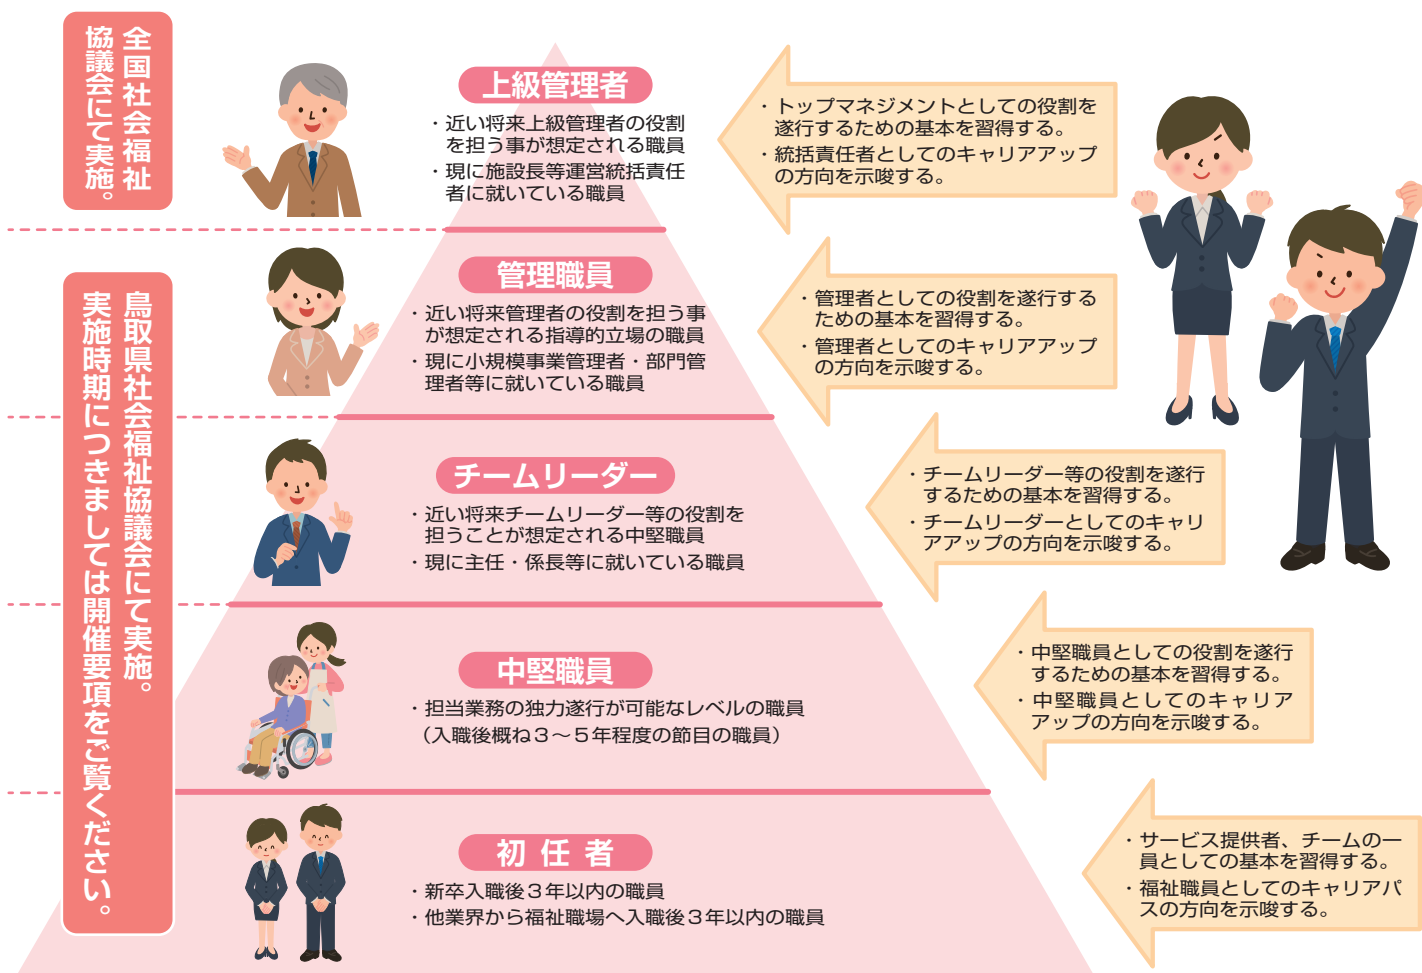 全国社会福祉
協議会にて実施。
上級管理者
・近い将来上級管理者の役割
を担う事が想定される職員
・現に施設長等運営統括責任
者に就いている職員
・トップマネジメントとしての役割を
遂行するための基本を習得する。
・統括責任者としてのキャリアアップ
の方向を示唆する。
鳥取県社会福祉協議会にて実施。
実施時期につきましては開催要項をご覧ください。
管理職員
・近い将来管理者の役割を担う事
が想定される指導的立場の職員
・現に小規模事業管理者・部門管
理者等に就いている職員
・管理者としての役割を遂行する
ための基本を習得する。
・管理者としてのキャリアアップ
の方向を示唆する。
チームリーダー
・近い将来チームリーダー等の役割を
担うことが想定される中堅職員
・現に主任・係長等に就いている職員
・チームリーダー等の役割を遂行
するための基本を習得する。
・チームリーダーとしてのキャリ
アアップの方向を示唆する。
中堅職員
・担当業務の独力遂行が可能なレベルの職員
（入職後概ね３～５年程度の節目の職員）
・中堅職員としての役割を遂行
するための基本を習得する。
・中堅職員としてのキャリア
アップの方向を示唆する。
初 任 者
・新卒入職後３年以内の職員
・他業界から福祉職場へ入職後３年以内の職員
・サービス提供者、チームの一
員としての基本を習得する。
・福祉職員としてのキャリアパ
スの方向を示唆する。